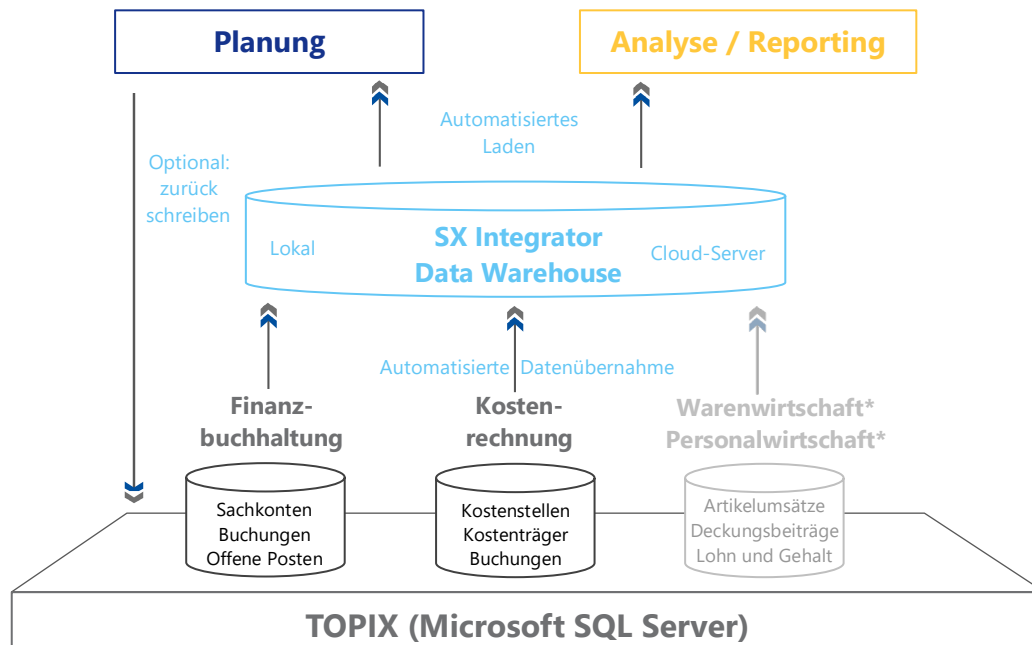 Planung
Analyse / Reporting
Automatisiertes
Laden
Optional:
zurück
schreiben
Lokal
SX Integrator
Data Warehouse
Cloud-Server
Automatisierte Datenübernahme
Finanz-
buchhaltung
Kosten-
rechnung
Warenwirtschaft*
Personalwirtschaft*
Sachkonten
Buchungen
Offene Posten
Kostenstellen
Kostenträger
Buchungen
Artikelumsätze
Deckungsbeiträge
Lohn und Gehalt
TOPIX (Microsoft SQL Server)